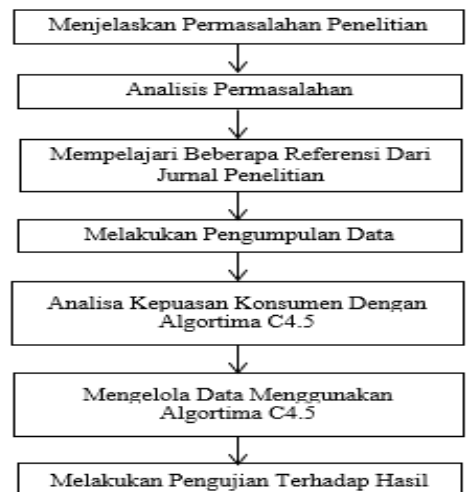 Menjelaskan Permasalahan Penelitian
Analisis Permasalahan
Mempelajari Beberapa Referensi Dari
Jurnal Penelitian
Melakukan Pengumpulan Data
Analisa Kepuasan Konsumen Dengan
Algortima C4.5
Mengelola Data Menggunakan
Algortima C4.5
Melakukan Pengujian Terhadap Hasil